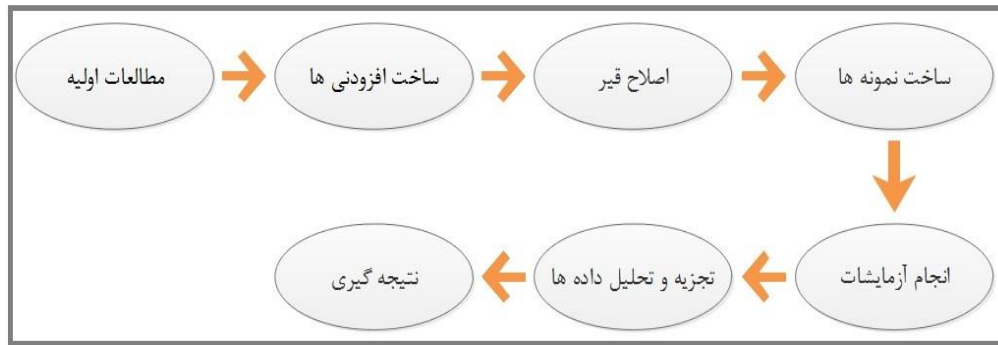 مطالعات اولیه
ساخت افزودنی ها
اصلاح قیر
ساخت نمونه ها
انجام آزمایشات
تجزیه و تحلیل داده ها
نتیجه گیری